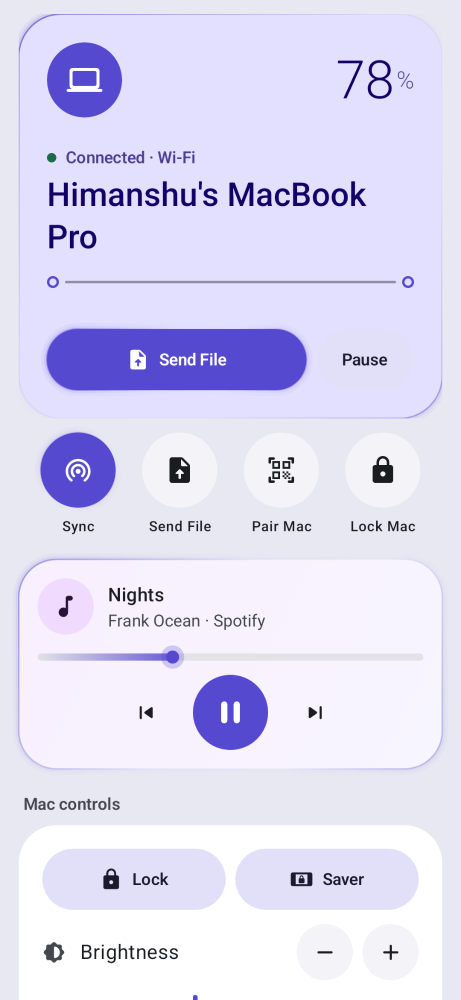 78%
Connected · Wi-Fi
Himanshu's MacBook
Pro
Send File
Pause
Sync
Send File
Pair Mac
Lock Mac
Nights
Frank Ocean · Spotify
Mac controls
Lock
Saver
Brightness